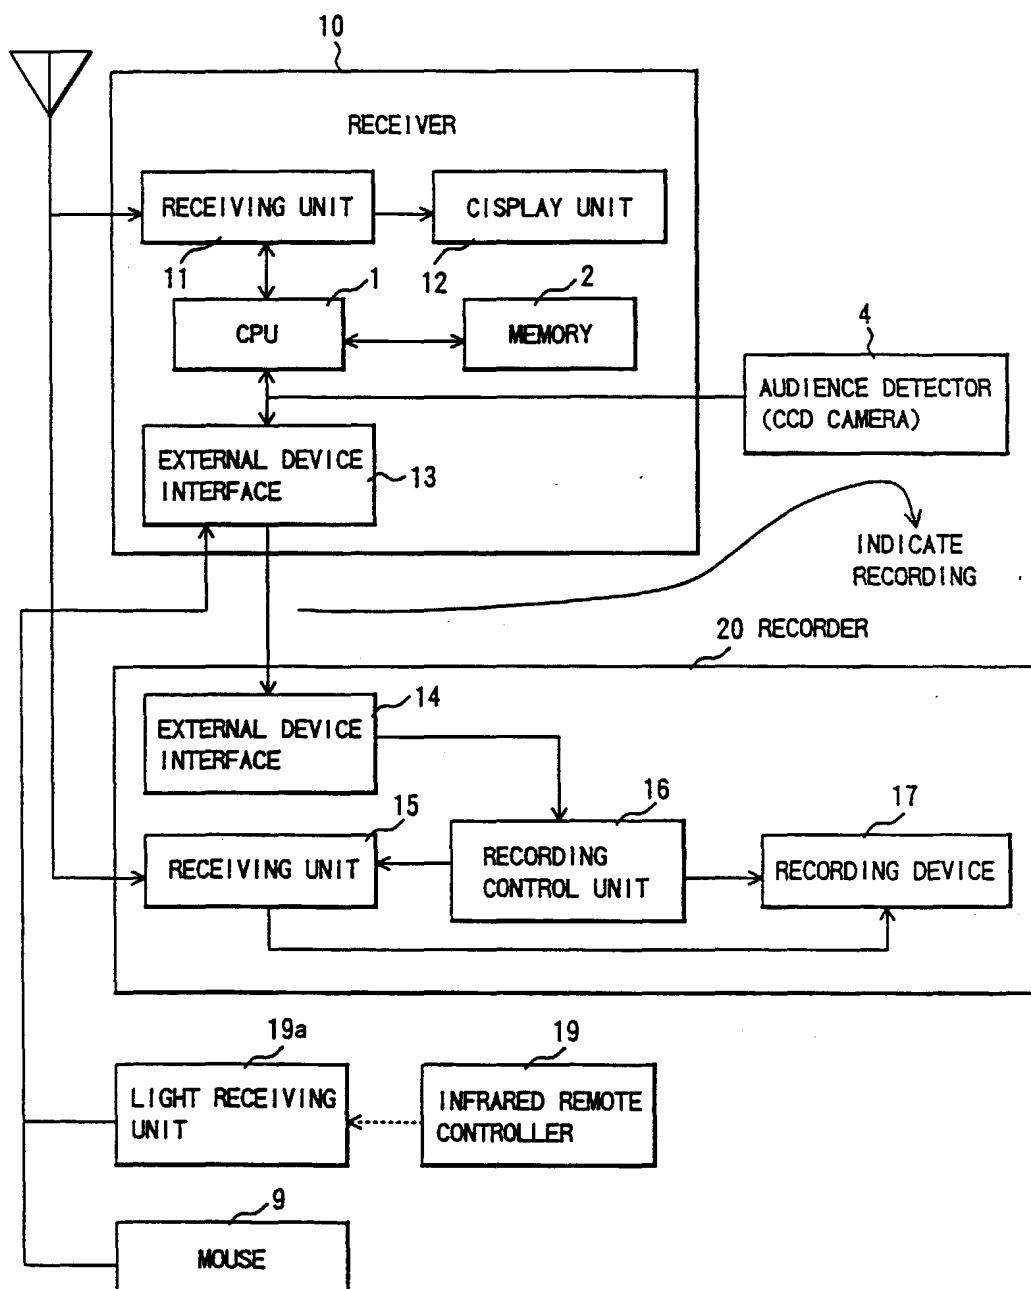 10
RECEIVER
RECEIVING UNIT
CISPLAY UNIT
11
12
1
2
CPU
MEMORY
4
AUDIENCE DETECTOR
(CCD CAMERA)
EXTERNAL DEVICE
INTERFACE
13
INDICATE
RECORDING
20 RECORDER
14
EXTERNAL DEVICE
INTERFACE
15
16
17
RECEIVING UNIT
RECORDING
CONTROL UNIT
RECORDING DEVICE
19a
19
LIGHT RECEIVING
UNIT
INFRARED REMOTE
CONTROLLER
9
MOUSE